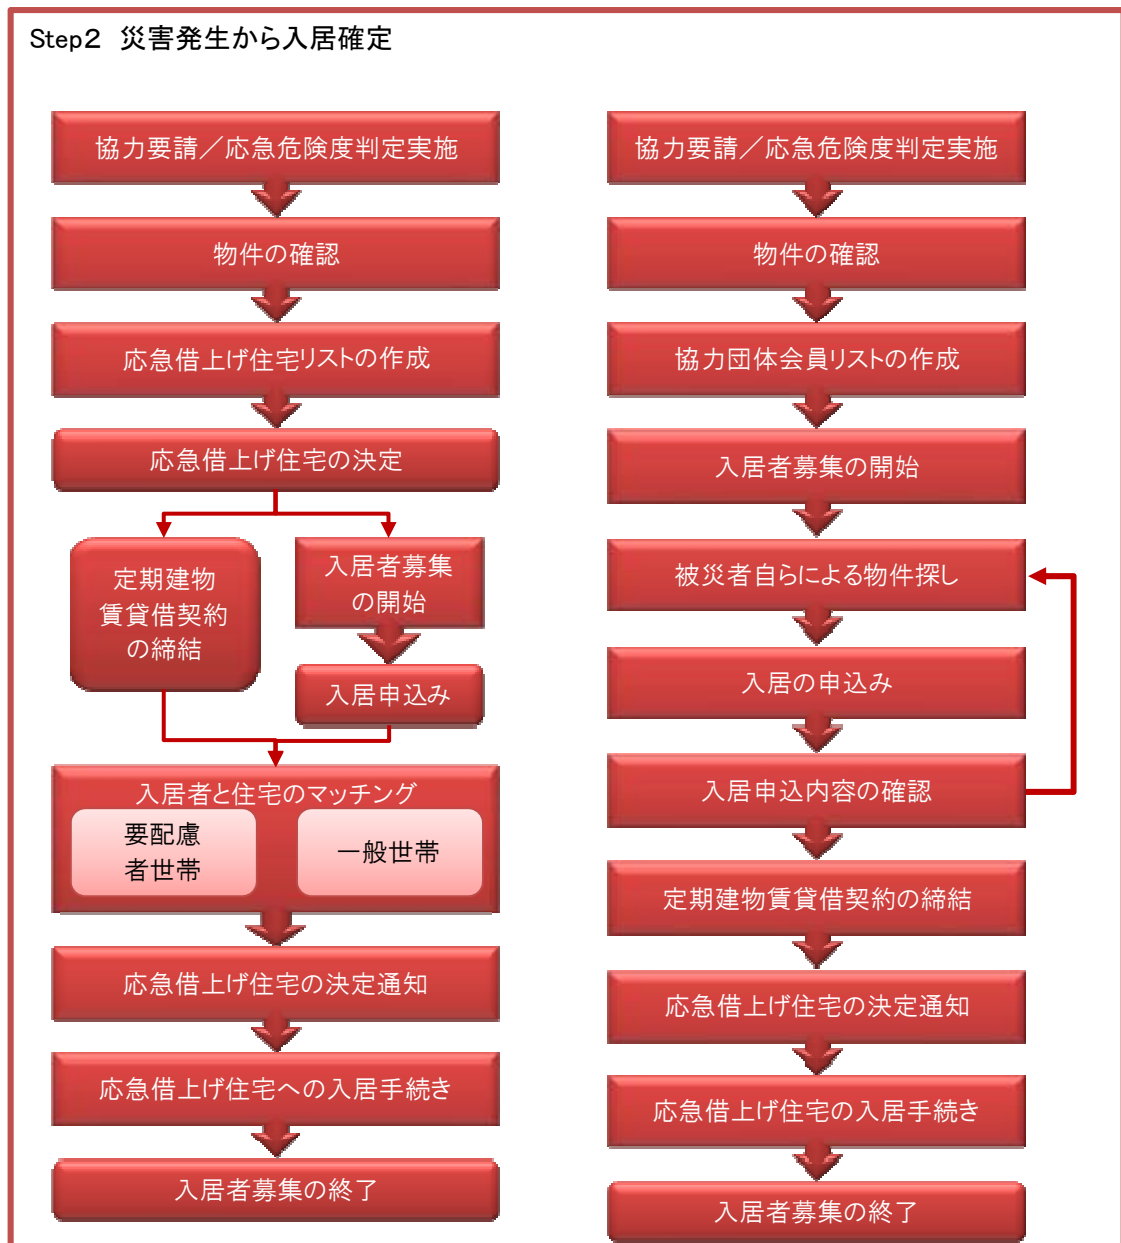 Step2 災害発生から入居確定
協力要請／応急危険度判定実施
物件の確認
応急借上げ住宅リストの作成
応急借上げ住宅の決定
定期建物
賃貸借契約
の締結
入居者募集
の開始
入居申込み
入居者と住宅のマッチング
要配慮
者世帯
一般世帯
応急借上げ住宅の決定通知
応急借上げ住宅への入居手続き
入居者募集の終了
協力要請／応急危険度判定実施
物件の確認
協力団体会員リストの作成
入居者募集の開始
被災者自らによる物件探し
入居の申込み
入居申込内容の確認
定期建物賃貸借契約の締結
応急借上げ住宅の決定通知
応急借上げ住宅の入居手続き
入居者募集の終了